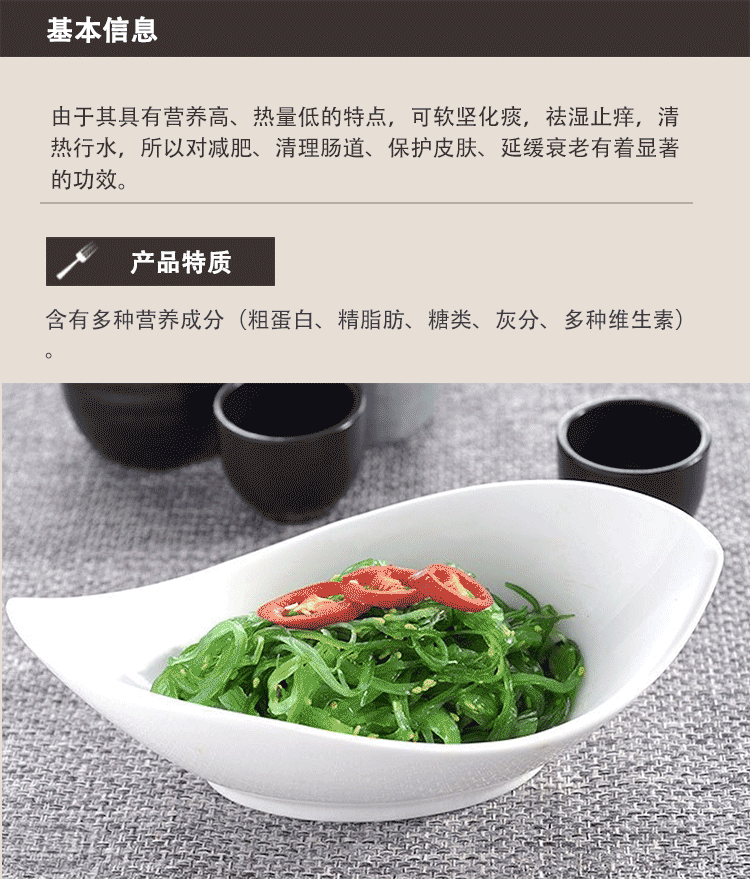 基本信息
由于其具有营养高、热量低的特点，可软坚化痰，祛湿止痒，清
热行水，所以对减肥、清理肠道、保护皮肤、延缓衰老有着显著
的功效。
产品特质
含有多种营养成分（粗蛋白、精脂肪、糖类、灰分、多种维生素）
。